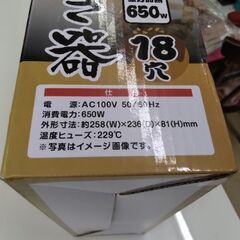 650W
き器
18穴
仕様
電源:AC100V 50/60Hz
消費電力:650W
外形寸法:約258(W)×236(D)×81(H)mm
温度ヒューズ:229℃
※写真はイメージです。